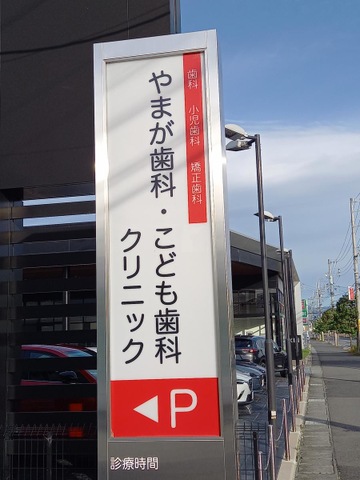 歯科 小児歯科 矯正歯科
やまが歯科・こども歯科
クリニック
P
診療時間